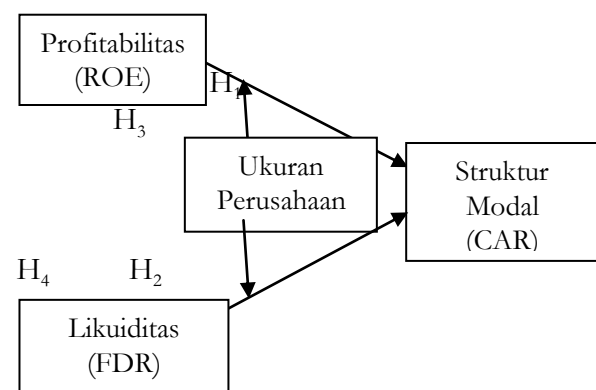 Profitabilitas
(ROE)
H1
H3
Ukuran
Perusahaan
Struktur
Modal
(CAR)
H4
H2
Likuiditas
(FDR)